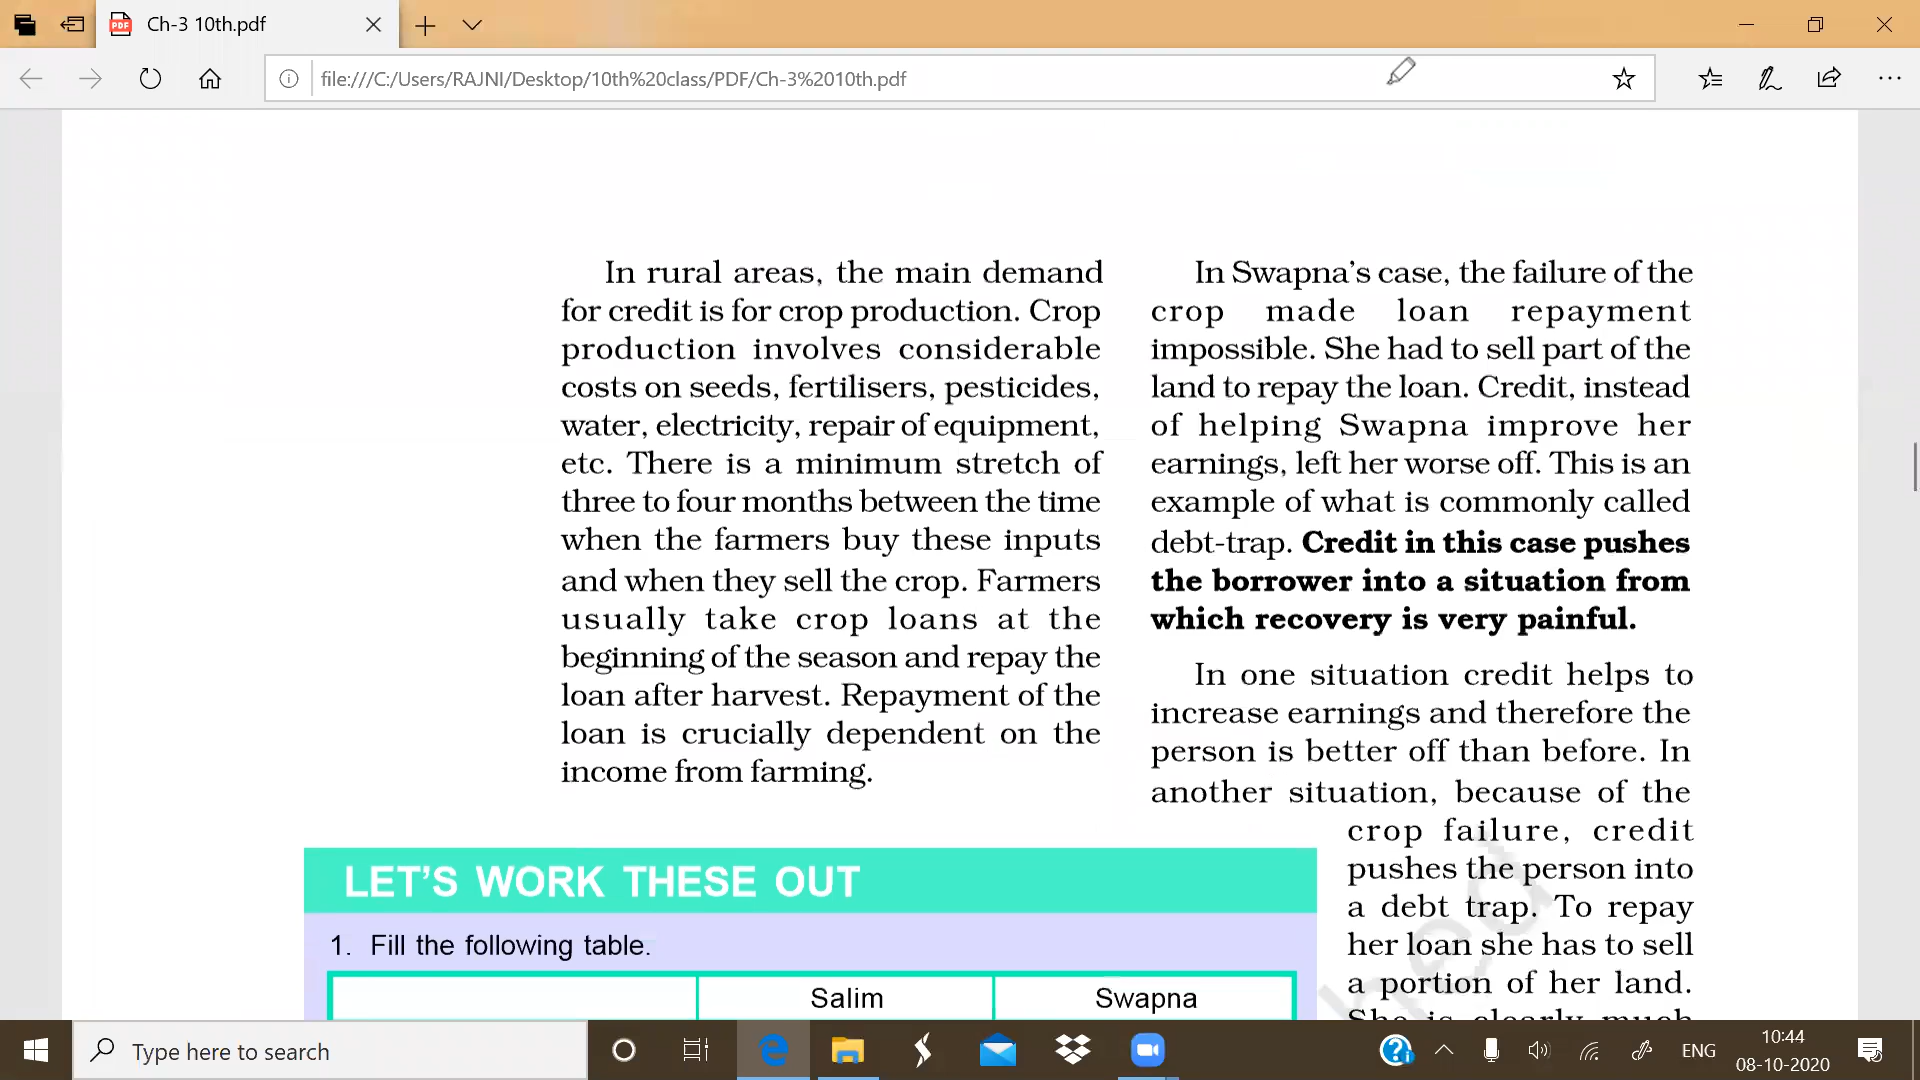 Ch-3 10th.pdf
file:///C:/Users/RAJNI/Desktop/10th%20class/PDF/Ch-3%2010th.pdf
In rural areas, the main demand
for credit is for crop production. Crop
production involves considerable
costs on seeds, fertilisers, pesticides,
water, electricity, repair of equipment,
etc. There is a minimum stretch of
three to four months between the time
when the farmers buy these inputs
and when they sell the crop. Farmers
usually take crop loans at the
beginning of the season and repay the
loan after harvest. Repayment of the
loan is crucially dependent on the
income from farming.
In Swapna's case, the failure of the
crop made loan repayment
impossible. She had to sell part of the
land to repay the loan. Credit, instead
of helping Swapna improve her
earnings, left her worse off. This is an
example of what is commonly called
debt-trap. Credit in this case pushes
the borrower into a situation from
which recovery is very painful.
In one situation credit helps to
increase earnings and therefore the
person is better off than before. In
another situation, because of the
crop failure, credit
pushes the person into
a debt trap. To repay
her loan she has to sell
a portion of her land.
She is clearly much
LET'S WORK THESE OUT
1. Fill the following table.
Salim
Swapna
Type here to search
ENG
10:44
08-10-2020